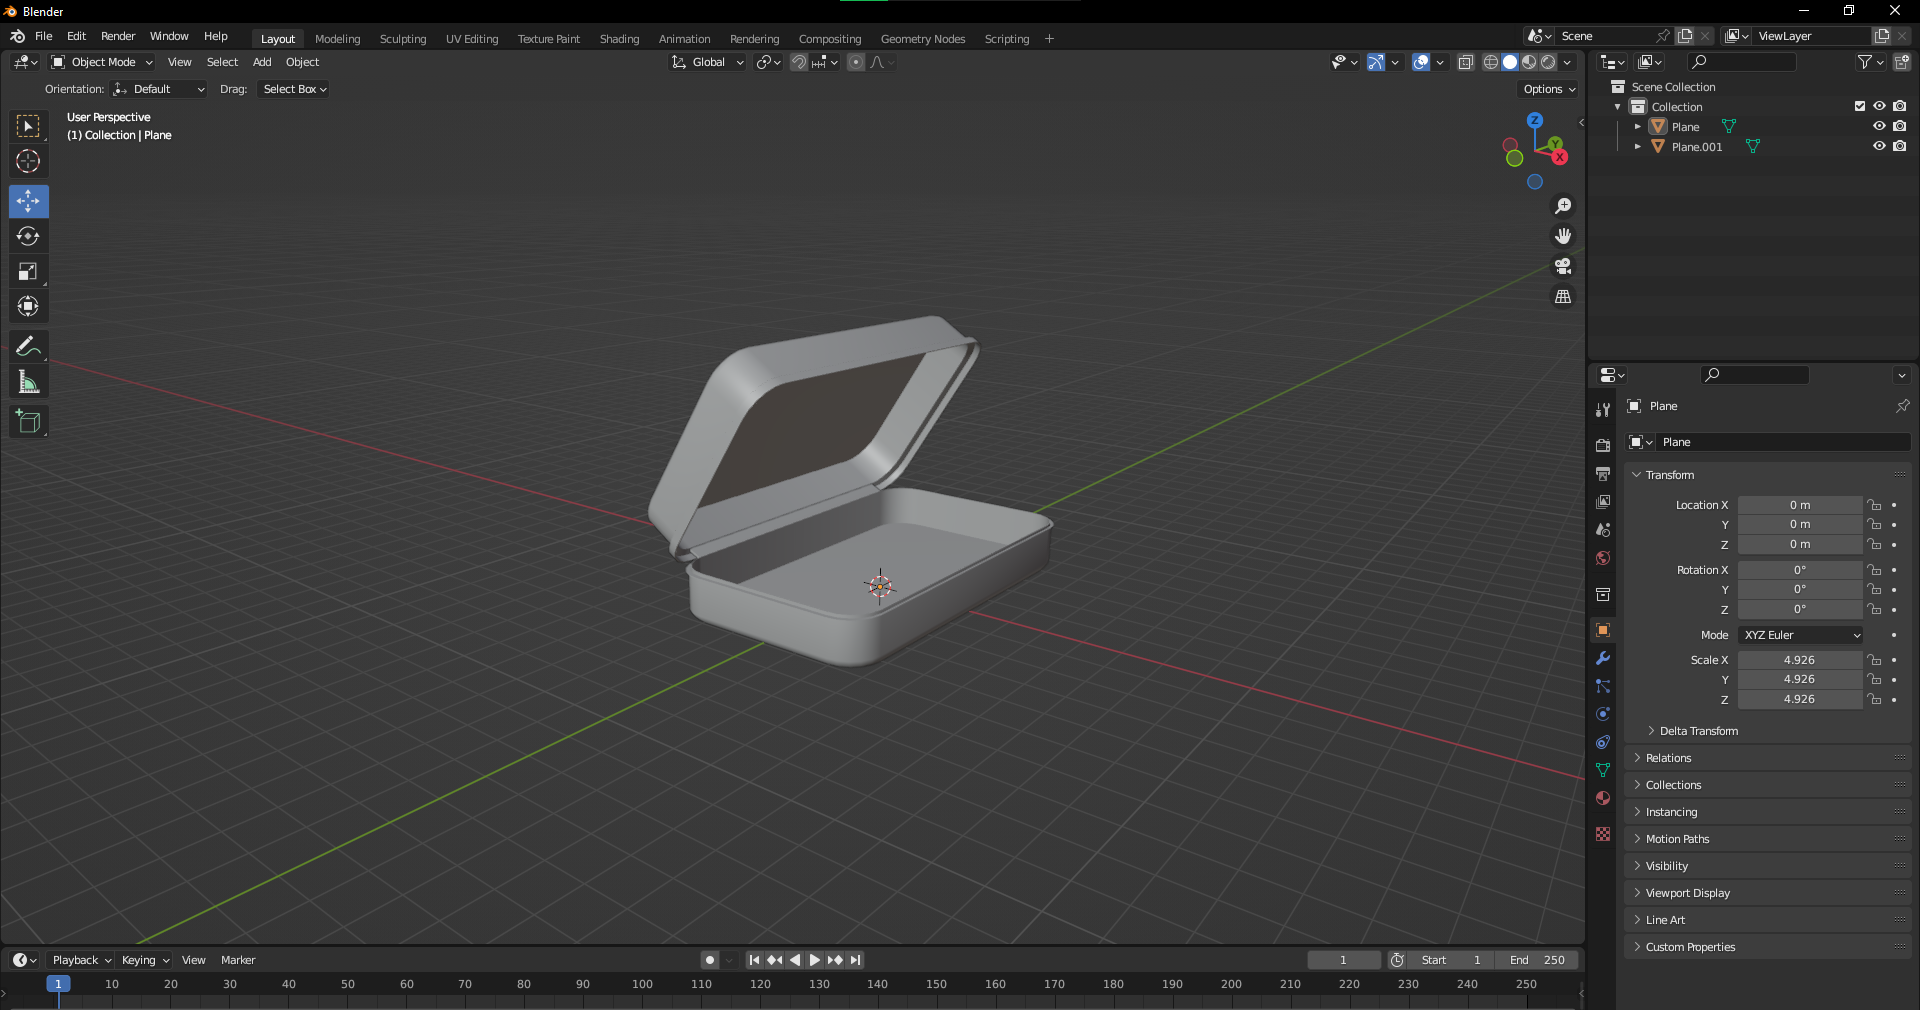 Blender
File Edit Render Window Help Layout Modeling Sculpting UV Editing Texture Paint Shading Animation Rendering Compositing Geometry Nodes Scripting + Scene ViewLayer
Object Mode View Select Add Object Global
Orientation: Default Drag: Select Box Options
User Perspective
(1) Collection | Plane
Z
Y
X
Scene Collection
Collection
Plane
Plane.001
Plane
Plane
Transform
Location X 0 m
Y 0 m
Z 0 m
Rotation X 0°
Y 0°
Z 0°
Mode XYZ Euler
Scale X 4.926
Y 4.926
Z 4.926
Delta Transform
Relations
Collections
Instancing
Motion Paths
Visibility
Viewport Display
Line Art
Custom Properties
Playback Keying View Marker 1 Start 1 End 250
1 10 20 30 40 50 60 70 80 90 100 110 120 130 140 150 160 170 180 190 200 210 220 230 240 250